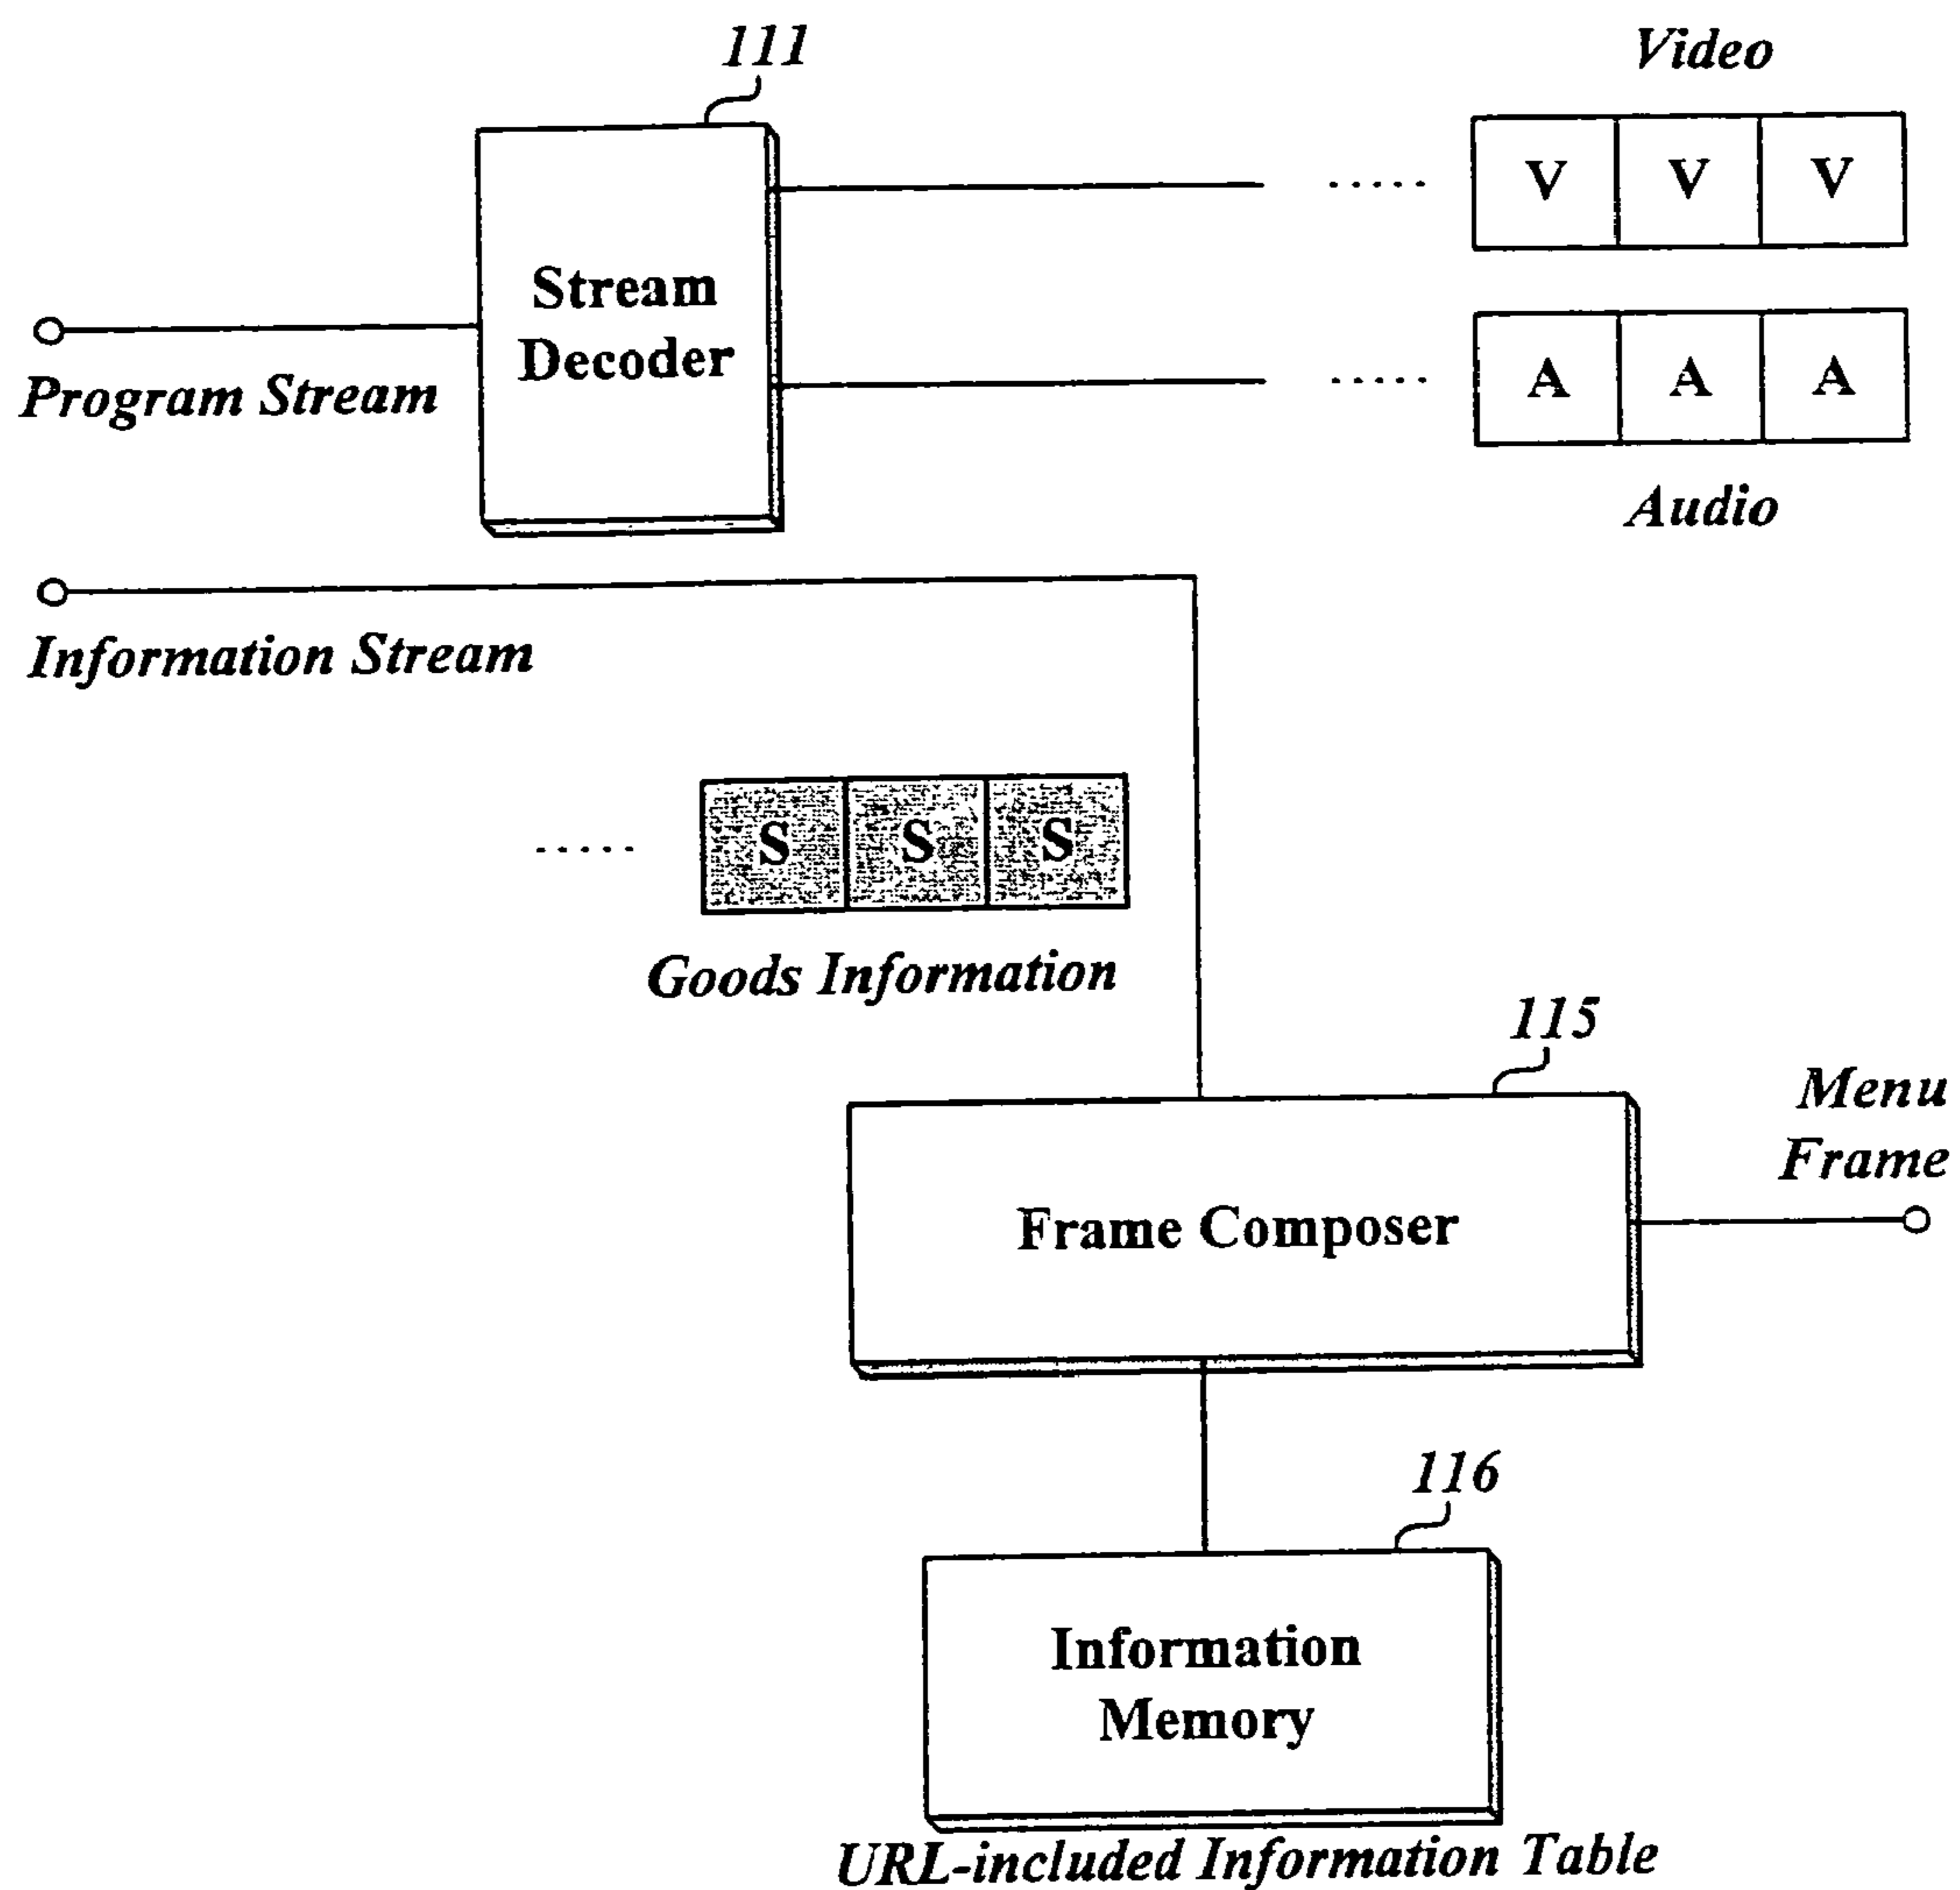 111
Video
V V V
Stream
Decoder
Program Stream
A A A
Audio
Information Stream
S S S
Goods Information
115
Menu
Frame
Frame Composer
116
Information
Memory
URL-included Information Table